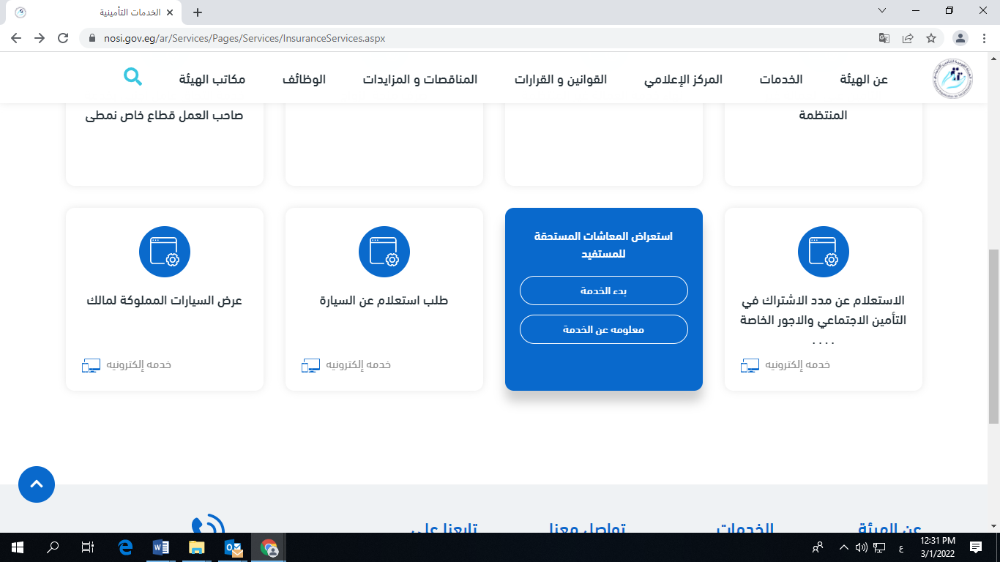 الخدمات التأمينية
nosi.gov.eg/ar/Services/Pages/Services/InsuranceServices.aspx
عن الهيئة
الخدمات
المركز الإعلامي
القوانين و القرارات
المناقصات و المزايدات
الوظائف
مكاتب الهيئة
المنتظمة
صاحب العمل قطاع خاص نمطى
الاستعلام عن مدد الاشتراك في
التأمين الاجتماعي والاجور الخاصة
. . . .
خدمه إلكترونيه
استعراض المعاشات المستحقة
للمستفيد
بدء الخدمة
معلومه عن الخدمة
طلب استعلام عن السيارة
خدمه إلكترونيه
عرض السيارات المملوكة لمالك
خدمه إلكترونيه
عن الهيئة
الخدمات
تواصل معنا
تابعنا على
ع
12:31 PM
3/1/2022